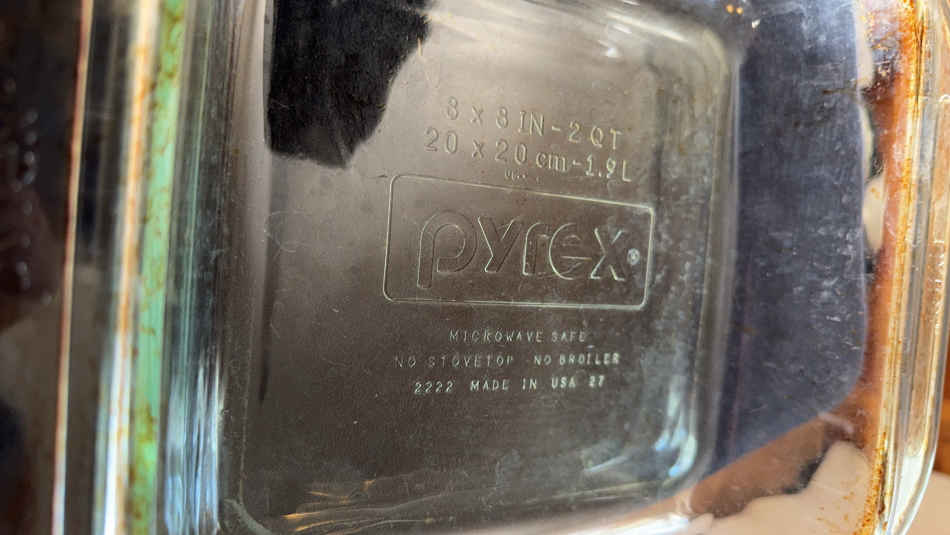 8 x 8 IN - 2 QT
20 x 20 cm - 1.9 L
pyrex®
MICROWAVE SAFE
NO STOVETOP NO BROILER
2222 MADE IN USA 27